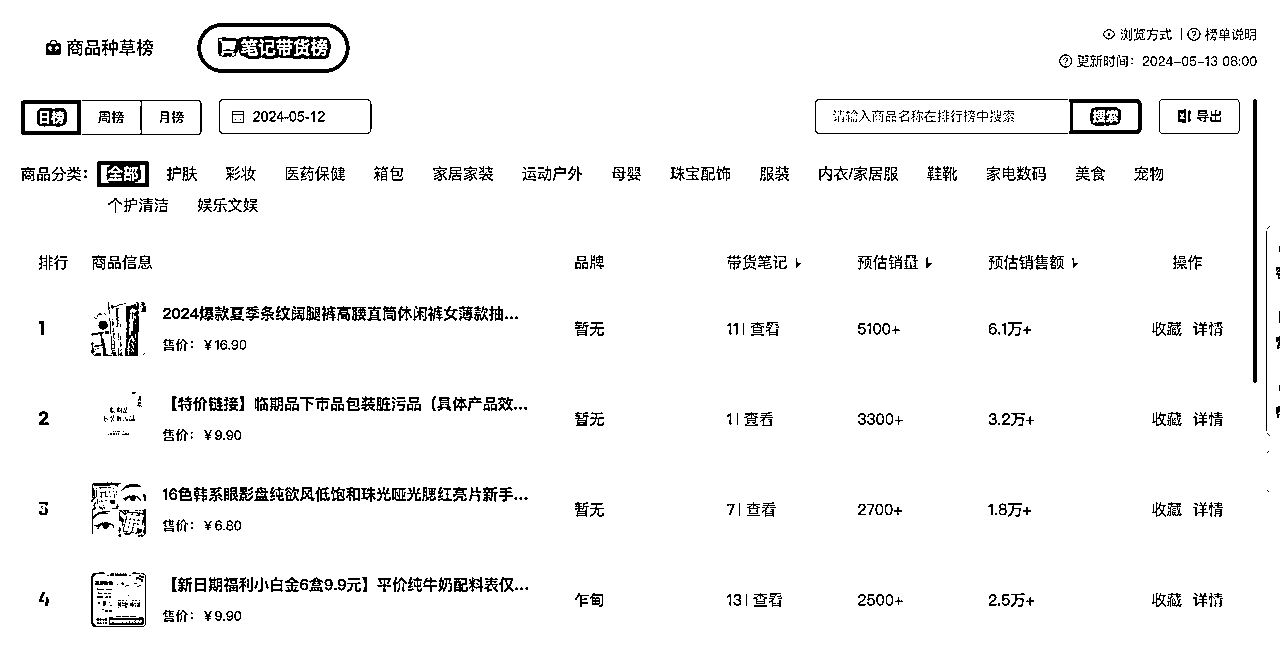 商品种草榜 笔记带货榜 浏览方式 | 榜单说明
更新时间：2024-05-13 08:00
日榜 周榜 月榜 2024-05-12 请输入商品名称在排行榜中搜索 搜索 导出
商品分类： 全部 护肤 彩妆 医药保健 箱包 家居家装 运动户外 母婴 珠宝配饰 服装 内衣/家居服 鞋靴 家电数码 美食 宠物
个护清洁 娱乐文娱
排行 商品信息 品牌 带货笔记 预估销量 预估销售额 操作
1 2024爆款夏季条纹阔腿裤高腰直筒休闲裤女薄款抽... 暂无 11| 查看 5100+ 6.1万+ 收藏 详情
售价：￥16.90
2 【特价链接】临期品下市品包装脏污品（具体产品效... 暂无 1| 查看 3300+ 3.2万+ 收藏 详情
售价：￥9.90
3 16色韩系眼影盘纯欲风低饱和珠光哑光腮红亮片新手... 暂无 7| 查看 2700+ 1.8万+ 收藏 详情
售价：￥6.80
4 【新日期福利小白金6盒9.9元】平价纯牛奶配料表仅... 乍甸 13| 查看 2500+ 2.5万+ 收藏 详情
售价：￥9.90